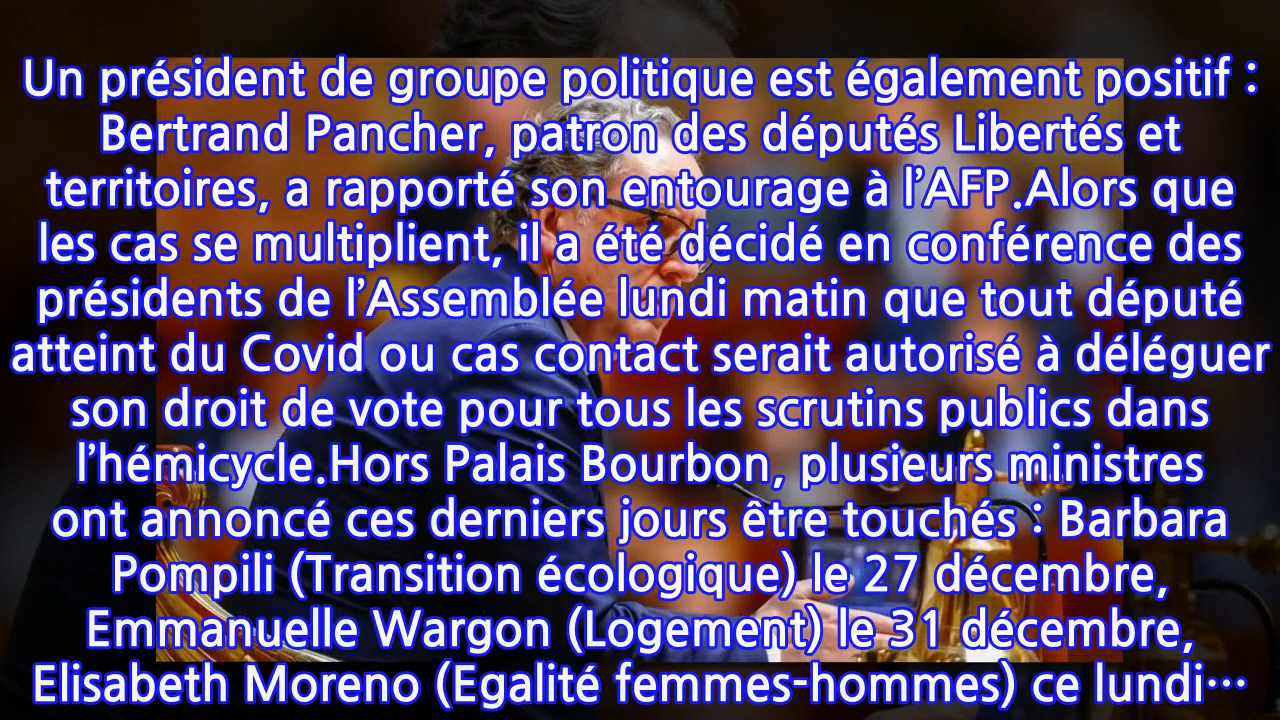 Un président de groupe politique est également positif :
Bertrand Pancher, patron des députés Libertés et
territoires, a rapporté son entourage à l’AFP.Alors que
les cas se multiplient, il a été décidé en conférence des
présidents de l’Assemblée lundi matin que tout député
atteint du Covid ou cas contact serait autorisé à déléguer
son droit de vote pour tous les scrutins publics dans
l’hémicycle.Hors Palais Bourbon, plusieurs ministres
ont annoncé ces derniers jours être touchés : Barbara
Pompili (Transition écologique) le 27 décembre,
Emmanuelle Wargon (Logement) le 31 décembre,
Elisabeth Moreno (Egalité femmes-hommes) ce lundi…